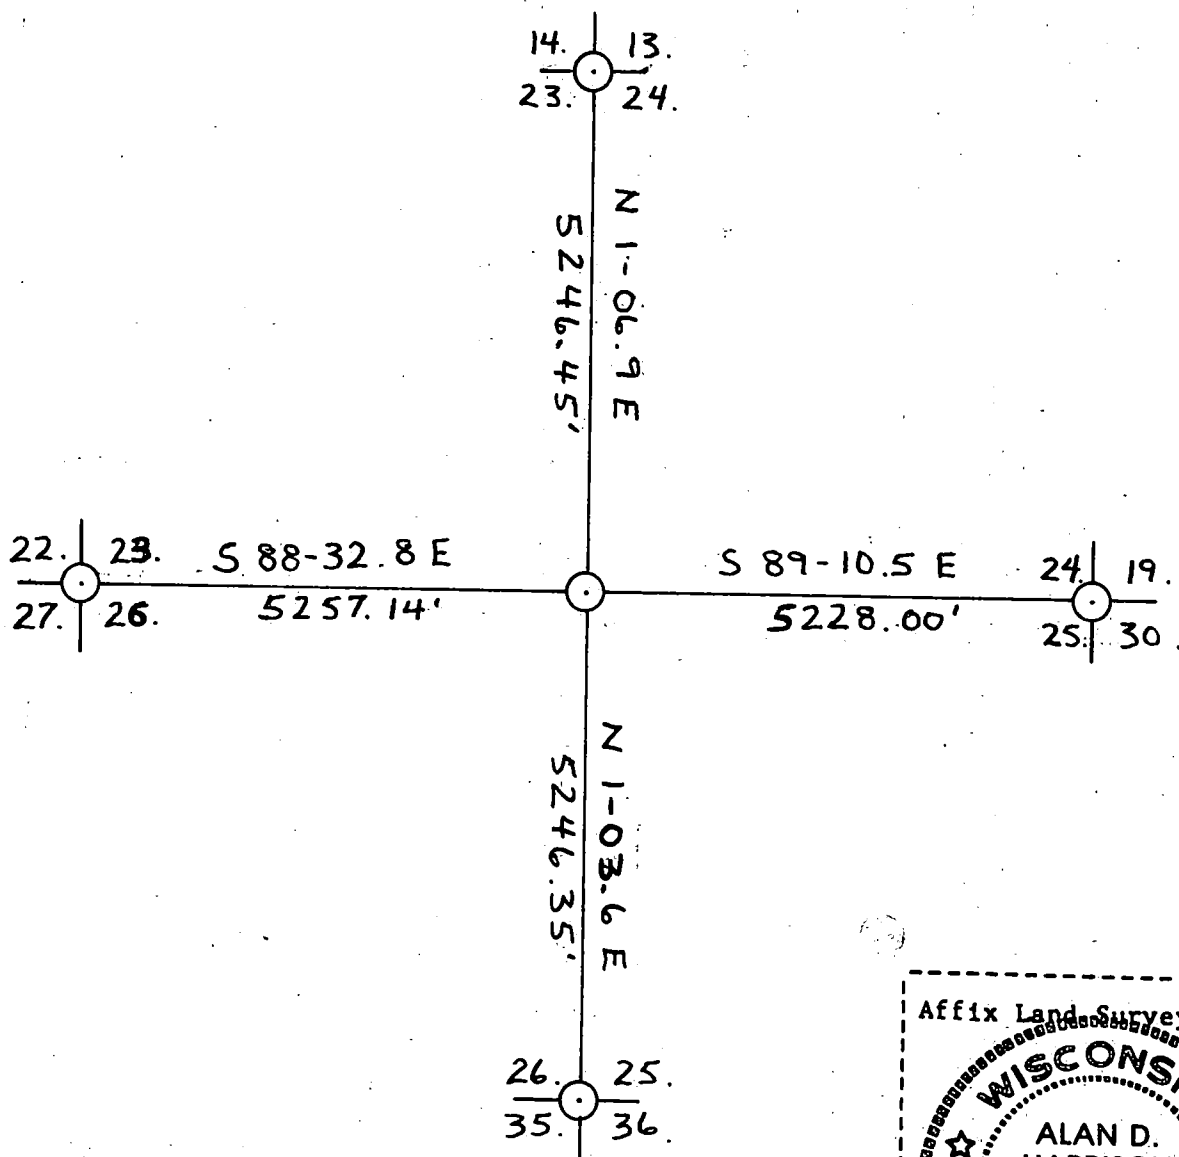 14. 13.
23. 24.
N 1-06.9 E
5246.45'
22. 23. S 88-32.8 E
27. 26. 5257.14'
S 89-10.5 E 24. 19.
5228.00' 25. 30.
N 1-03.6 E
5246.35'
26. 25.
35. 36.
Affix Land Survey
WISCONSI
ALAN D.